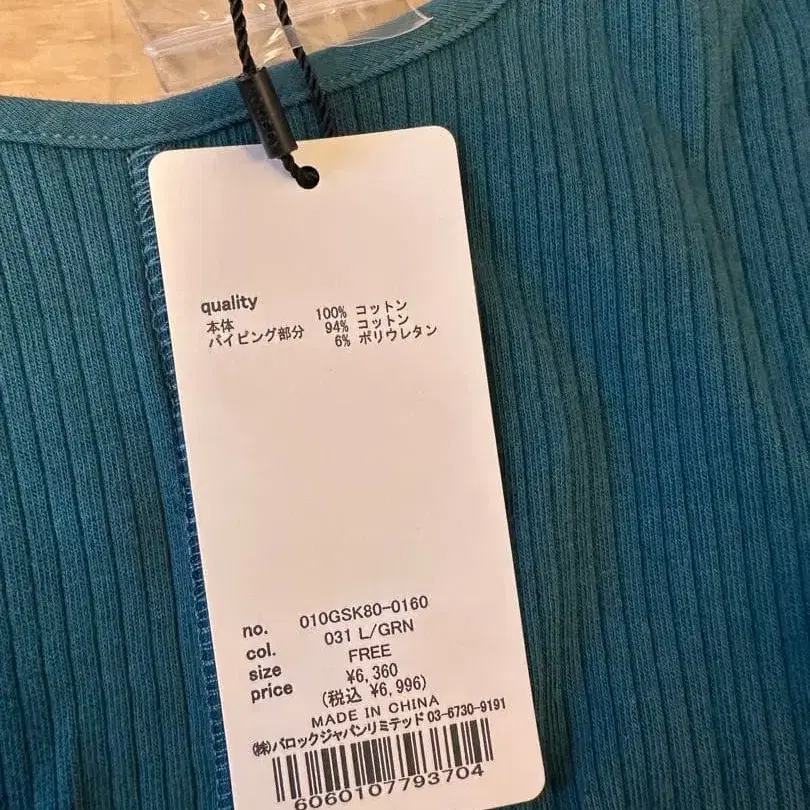 quality
本体 100% コットン
パイピング部分 94% コットン
6% ポリウレタン
no. 010GSK80-0160
col. 031 L/GRN
size FREE
price ¥6,360
(税込 ¥6,996)
MADE IN CHINA
(株)バロックジャパンリミテッド 03-6730-9191
6060107793704